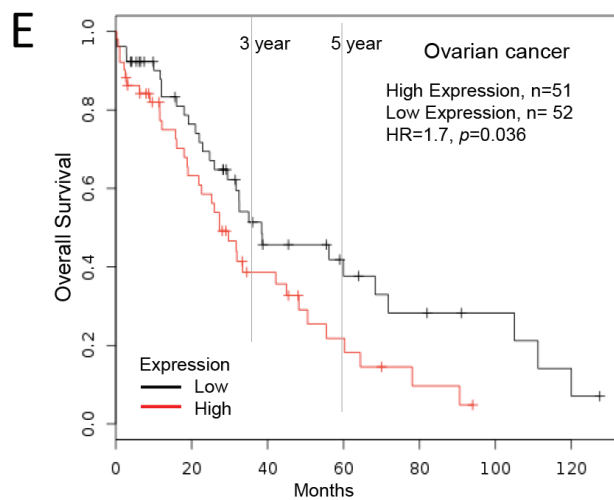 E
3 year
5 year
Ovarian cancer
High Expression, n=51
Low Expression, n= 52
HR=1.7, p=0.036
Overall Survival
1.0
0.8
0.6
0.4
0.2
0.0
Expression
Low
High
0 20 40 60 80 100 120
Months